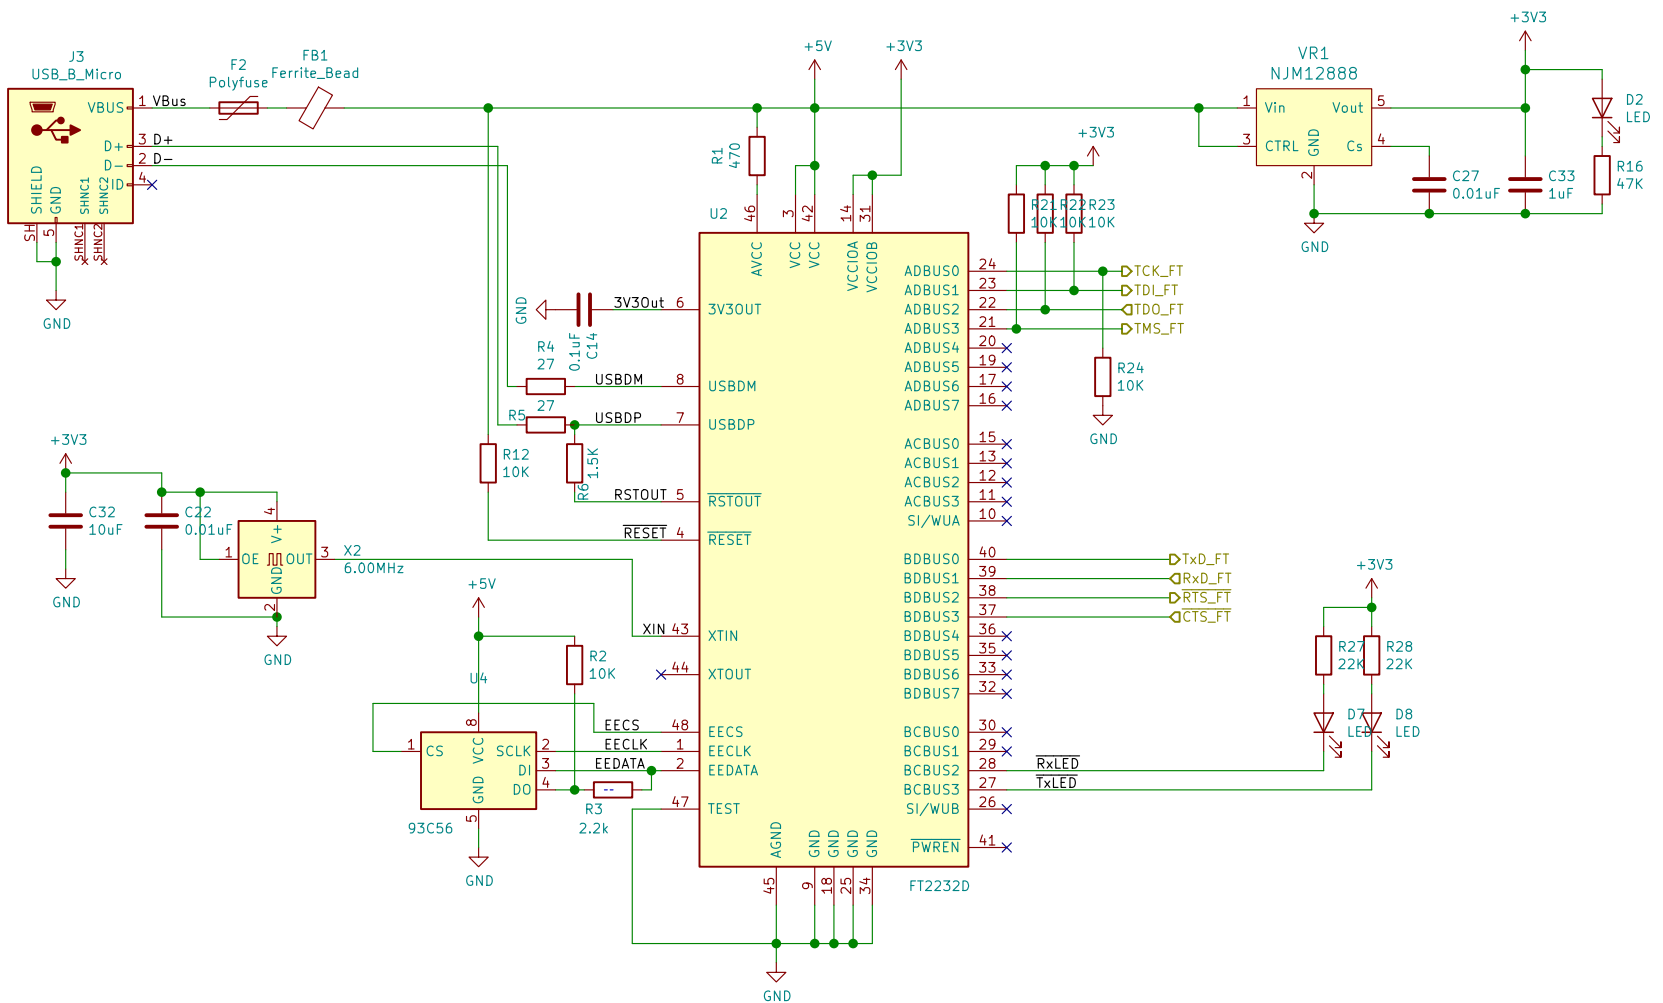 J3
USB_B_Micro
VBUS
1
VBus
D+
3
D+
D-
2
D-
ID
4
SHIELD
GND
SHNC1
SHNC2
SH
5
SHNC1
SHNC2
GND
F2
Polyfuse
FB1
Ferrite_Bead
+5V
+3V3
R1
470
U2
46
3
42
14
31
AVCC
VCC
VCC
VCCIOA
VCCIOB
GND
0.1uF
C14
3V3Out
6
3V3OUT
R4
27
USBDM
8
USBDM
R5
27
USBDP
7
USBDP
R12
10K
R6
1.5K
RSTOUT
5
RSTOUT
RESET
4
RESET
+3V3
C32
10uF
GND
C22
0.01uF
4
V+
1
OE
OUT
3
GND
2
X2
6.00MHz
GND
XIN
43
XTIN
44
XTOUT
+5V
R2
10K
U4
8
1
CS
VCC
SCLK
2
DI
3
DO
4
GND
5
93C56
GND
EECS
48
EECS
EECLK
1
EECLK
EEDATA
2
EEDATA
--
R3
2.2k
47
TEST
AGND
GND
GND
GND
GND
45
9
18
25
34
FT2232D
GND
+3V3
R21
10K
R22
10K
R23
10K
ADBUS0
24
TCK_FT
ADBUS1
23
TDI_FT
ADBUS2
22
TDO_FT
ADBUS3
21
TMS_FT
ADBUS4
20
ADBUS5
19
ADBUS6
17
ADBUS7
16
R24
10K
GND
ACBUS0
15
ACBUS1
13
ACBUS2
12
ACBUS3
11
SI/WUA
10
BDBUS0
40
TxD_FT
BDBUS1
39
RxD_FT
BDBUS2
38
RTS_FT
BDBUS3
37
CTS_FT
BDBUS4
36
BDBUS5
35
BDBUS6
33
BDBUS7
32
BCBUS0
30
BCBUS1
29
BCBUS2
28
RxLED
BCBUS3
27
TxLED
SI/WUB
26
PWREN
41
+3V3
R27
22K
R28
22K
D7
LED
D8
LED
VR1
NJM12888
1
Vin
Vout
5
3
CTRL
GND
Cs
4
2
GND
C27
0.01uF
C33
1uF
+3V3
D2
LED
R16
47K